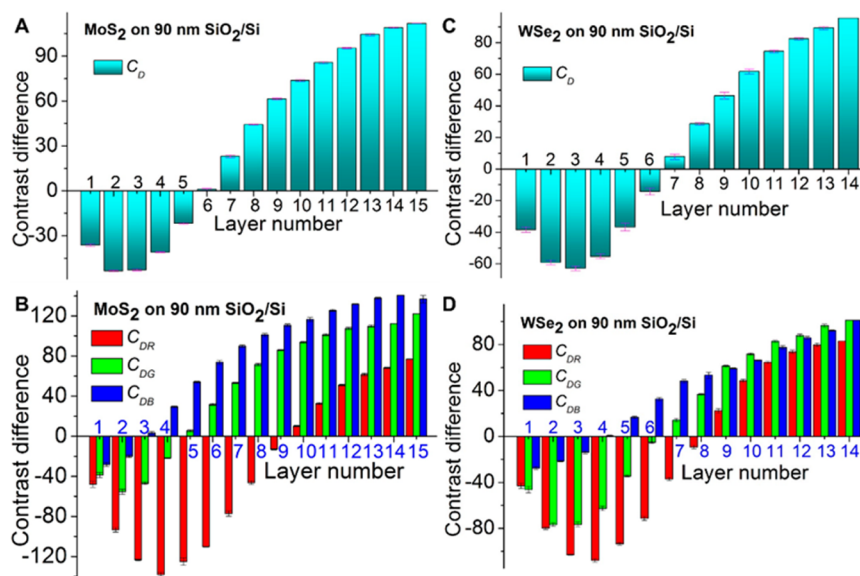 A
MoS2 on 90 nm SiO2/Si
CD
Contrast difference
90
60
30
0
-30
1 2 3 4 5 6 7 8 9 10 11 12 13 14 15
Layer number
C
WSe2 on 90 nm SiO2/Si
CD
Contrast difference
80
60
40
20
0
-20
-40
-60
1 2 3 4 5 6 7 8 9 10 11 12 13 14
Layer number
B
MoS2 on 90 nm SiO2/Si
CDR
CDG
CDB
Contrast difference
120
80
40
0
-40
-80
-120
1 2 3 4 5 6 7 8 9 10 11 12 13 14 15
Layer number
D
WSe2 on 90 nm SiO2/Si
CDR
CDG
CDB
Contrast difference
80
40
0
-40
-80
1 2 3 4 5 6 7 8 9 10 11 12 13 14
Layer number